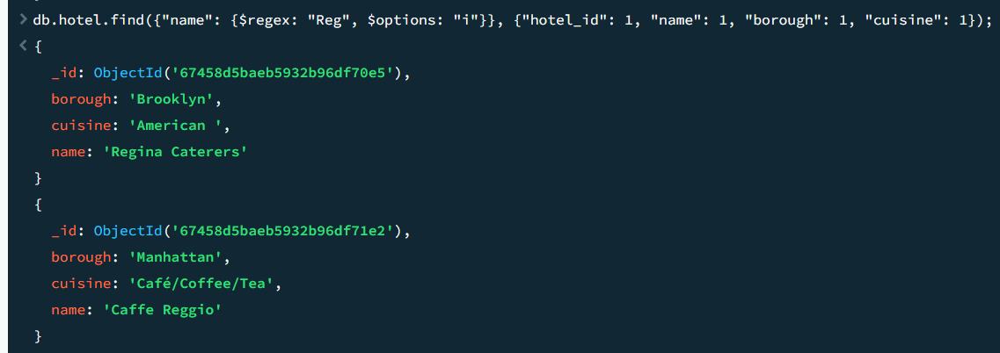 > db.hotel.find({"name": {$regex: "Reg", $options: "i"}}, {"hotel_id": 1, "name": 1, "borough": 1, "cuisine": 1});
< {
_id: ObjectId('67458d5baeb5932b96df70e5'),
borough: 'Brooklyn',
cuisine: 'American ',
name: 'Regina Caterers'
}
{
_id: ObjectId('67458d5baeb5932b96df71e2'),
borough: 'Manhattan',
cuisine: 'Café/Coffee/Tea',
name: 'Caffe Reggio'
}